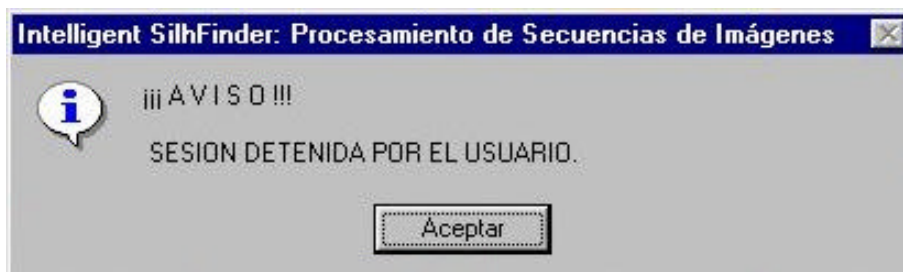 Intelligent SilhFinder: Procesamiento de Secuencias de Imágenes
¡¡¡ A V I S O !!!
SESION DETENIDA POR EL USUARIO.
Aceptar